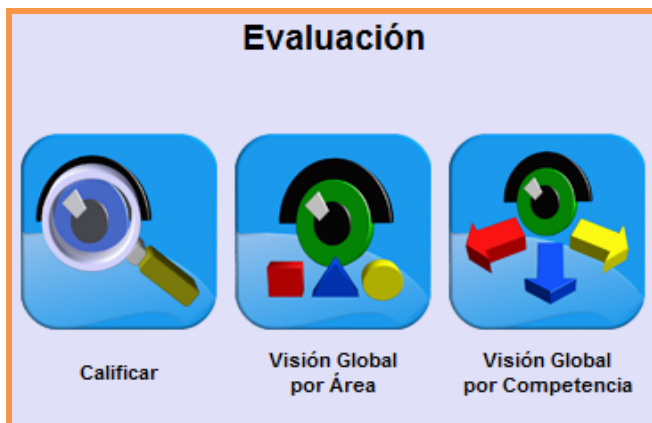 Evaluación
Calificar
Visión Global
por Área
Visión Global
por Competencia